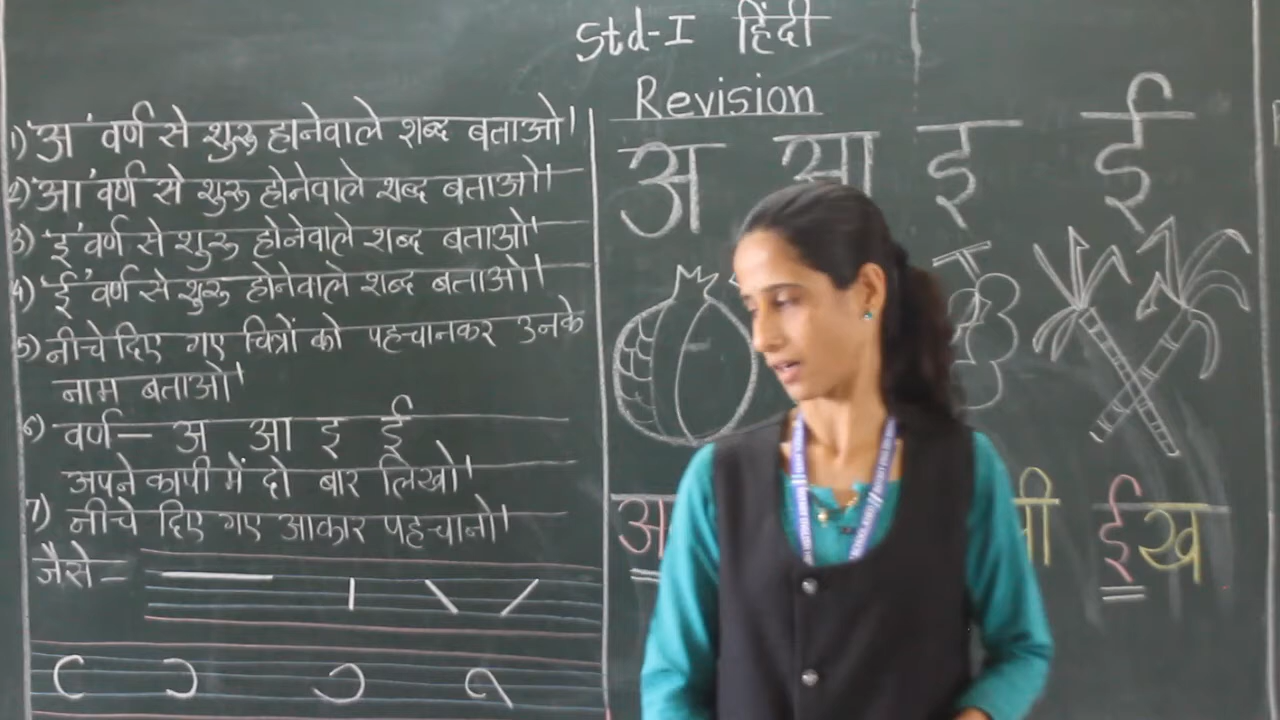 Std-I हिंदी
Revision
1) 'अ' वर्ण से शुरू होनेवाले शब्द बताओ।
2) 'आ' वर्ण से शुरू होनेवाले शब्द बताओ।
3) 'इ' वर्ण से शुरू होनेवाले शब्द बताओ।
4) 'ई' वर्ण से शुरू होनेवाले शब्द बताओ।
5) नीचे दिए गए चित्रों को पहचानकर उनके
नाम बताओ।
6) वर्ण- अ आ इ ई
अपने कापी में दो बार लिखो।
7) नीचे दिए गए आकार पहचानो।
जैसे-
अ आ इ ई
अ
ली ईख